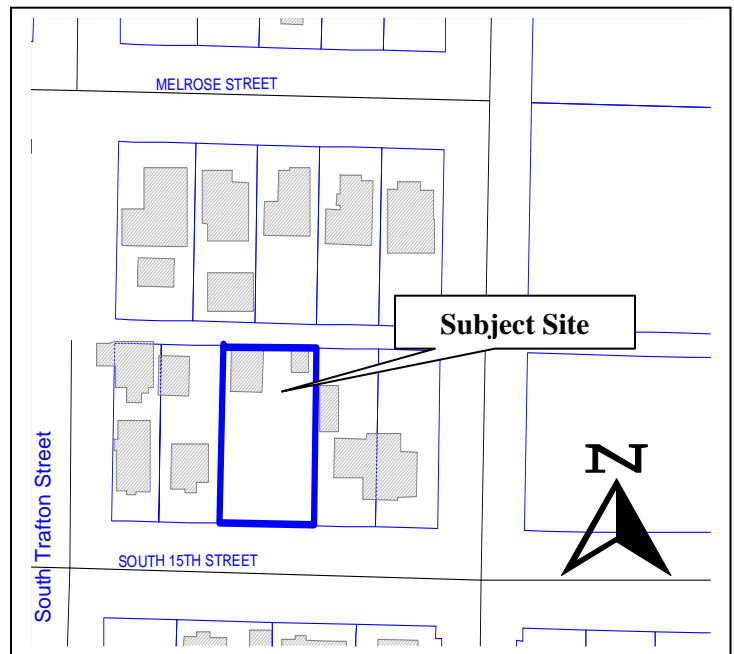 MELROSE STREET
Subject Site
N
South Trafton Street
SOUTH 15TH STREET